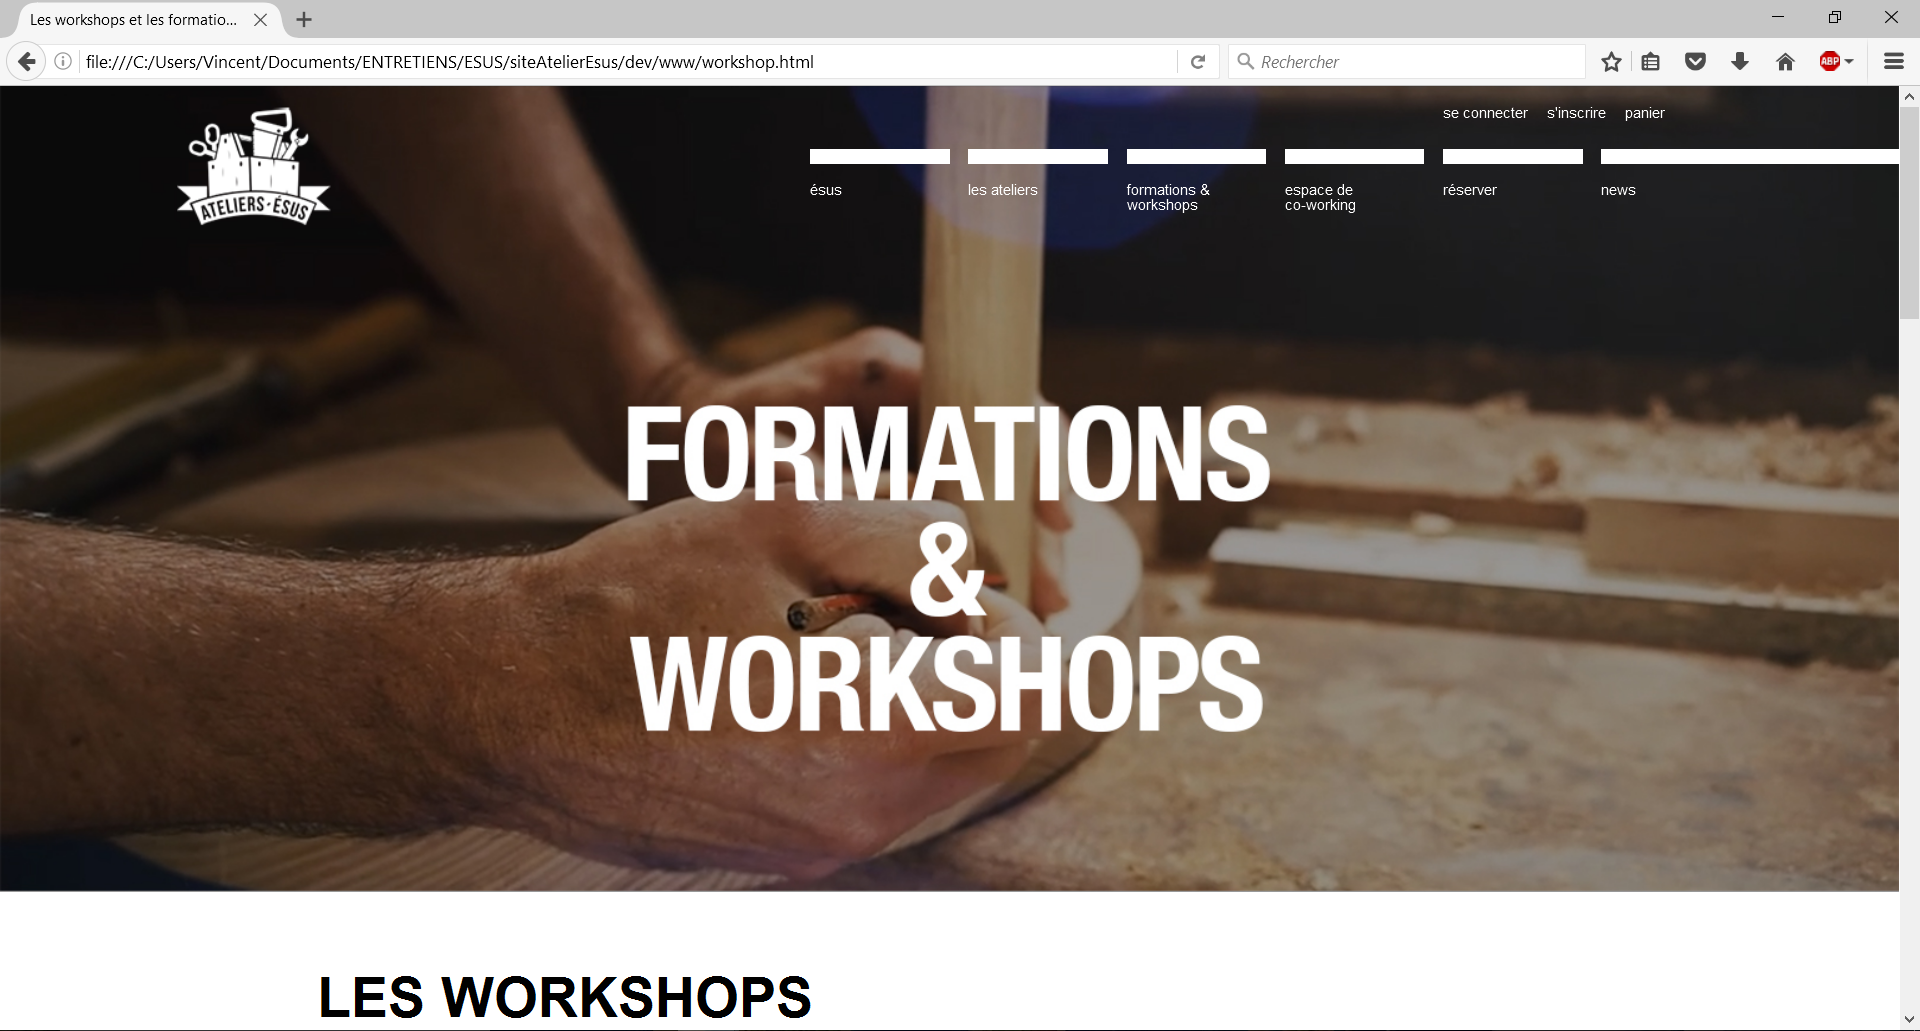 Les workshops et les formatio...
file:///C:/Users/Vincent/Documents/ENTRETIENS/ESUS/siteAtelierEsus/dev/www/workshop.html
Rechercher
ABP
se connecter s'inscrire panier
ATELIERS·ÉSUS
ésus
les ateliers
formations &
workshops
espace de
co-working
réserver
news
FORMATIONS
&
WORKSHOPS
LES WORKSHOPS